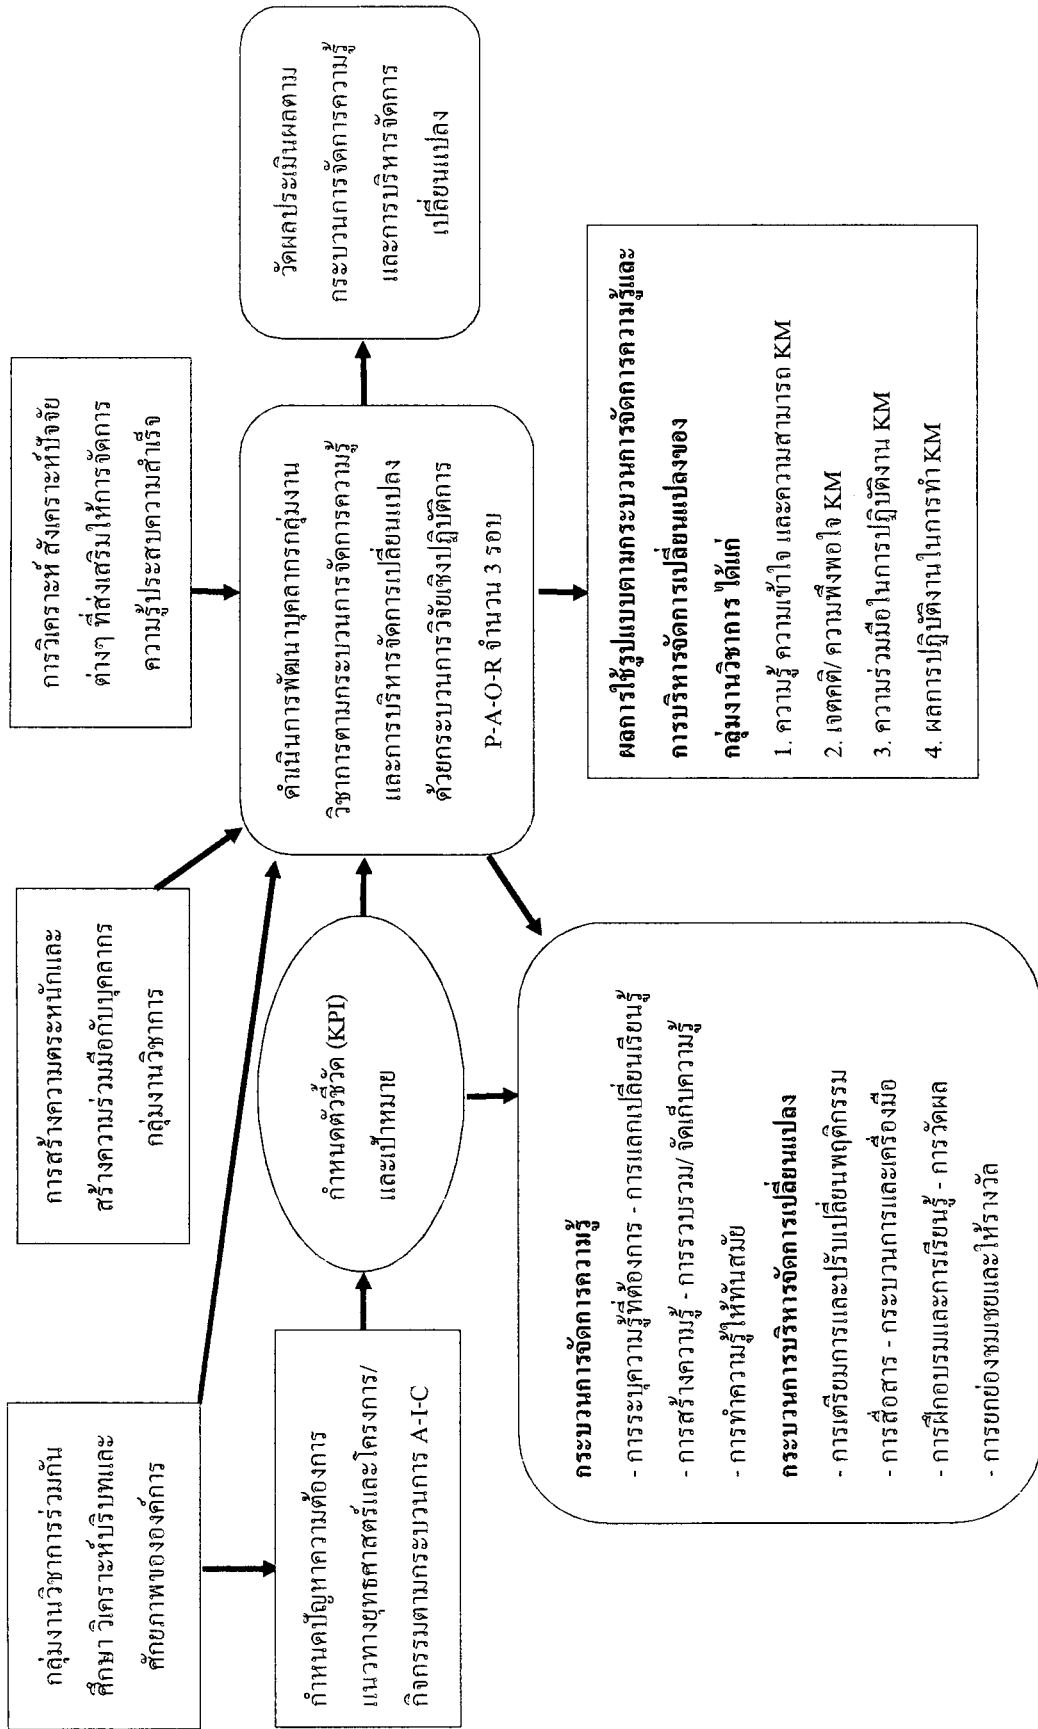 กลุ่มงานวิชาการร่วมกัน
ศึกษา วิเคราะห์บริบทและ
ศักยภาพขององค์การ
การสร้างความตระหนักและ
สร้างความร่วมมือกับบุคลากร
กลุ่มงานวิชาการ
การวิเคราะห์ สังเคราะห์ปัจจัย
ต่างๆ ที่ส่งเสริมให้การจัดการ
ความรู้ประสบความสำเร็จ
กำหนดปัญหาความต้องการ
แนวทางยุทธศาสตร์และโครงการ/
กิจกรรมตามกระบวนการ A-I-C
กำหนดตัวชี้วัด (KPI)
และเป้าหมาย
ดำเนินการพัฒนาบุคลากรกลุ่มงาน
วิชาการตามกระบวนการจัดการความรู้
และการบริหารจัดการเปลี่ยนแปลง
ด้วยกระบวนการวิจัยเชิงปฏิบัติการ
P-A-O-R จำนวน 3 รอบ
วัดผลประเมินผลตาม
กระบวนการจัดการความรู้
และการบริหารจัดการ
เปลี่ยนแปลง
กระบวนการจัดการความรู้
- การระบุความรู้ที่ต้องการ - การแลกเปลี่ยนเรียนรู้
- การสร้างความรู้ - การรวบรวม/ จัดเก็บความรู้
- การทำความรู้ให้ทันสมัย
กระบวนการบริหารจัดการเปลี่ยนแปลง
- การเตรียมการและปรับเปลี่ยนพฤติกรรม
- การสื่อสาร - กระบวนการและเครื่องมือ
- การฝึกอบรมและการเรียนรู้ - การวัดผล
- การยกย่องชมเชยและให้รางวัล
ผลการใช้รูปแบบตามกระบวนการจัดการความรู้และ
การบริหารจัดการเปลี่ยนแปลงของ
กลุ่มงานวิชาการ ได้แก่
1. ความรู้ ความเข้าใจ และความสามารถ KM
2. เจตคติ/ ความพึงพอใจ KM
3. ความร่วมมือในการปฏิบัติงาน KM
4. ผลการปฏิบัติงานในการทำ KM